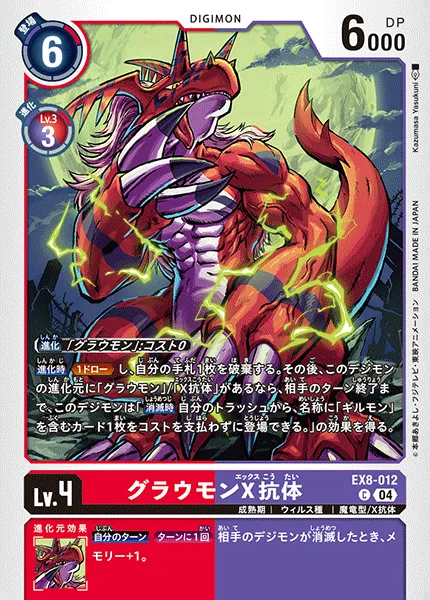 DIGIMON
登場
6
6000
DP
進化
Lv.3
3
Kazumasa Yasukuni
BANDAI MADE IN JAPAN
©本郷あきよし・フジテレビ・東映アニメーション
進化 「グラウモン」:コスト0
進化時 《1ドロー》し、自分の手札1枚を破棄する。その後、このデジモン
の進化元に「グラウモン」/「X抗体」があるなら、相手のターン終了ま
で、このデジモンは「消滅時 自分のトラッシュから、名称に「ギルモン」
を含むカード1枚をコストを支払わずに登場できる。」の効果を得る。
Lv.4
グラウモンX抗体
エックスこうたい
EX8-012
C 04
成熟期 | ウィルス種 | 魔竜型/X抗体
進化元効果
自分のターン ターンに1回 相手のデジモンが消滅したとき、メ
モリー+1。